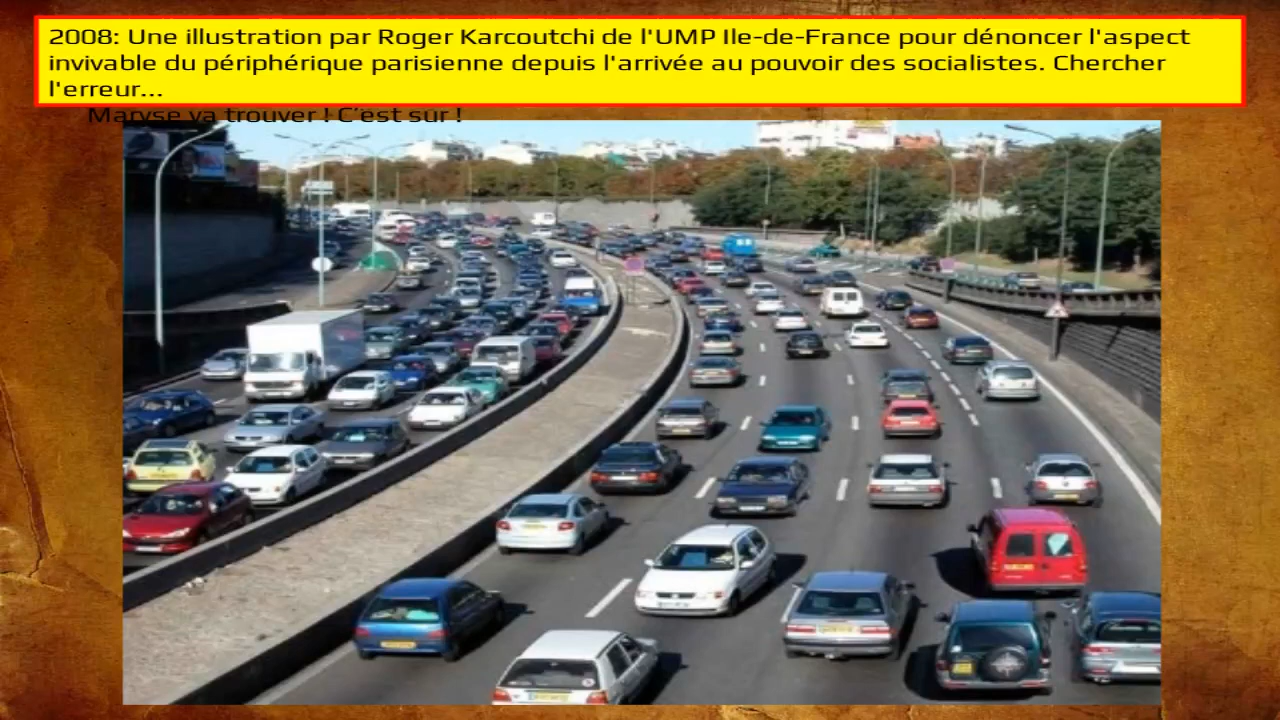 2008: Une illustration par Roger Karcoutchi de l'UMP Ile-de-France pour dénoncer l'aspect
invivable du périphérique parisienne depuis l'arrivée au pouvoir des socialistes. Chercher
l'erreur...
Maryse va trouver ! C'est sur !